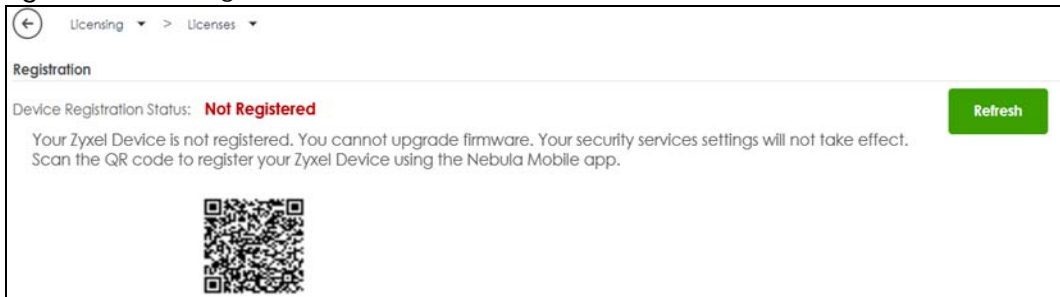 Licensing > Licenses
Registration
Device Registration Status: Not Registered
Refresh
Your Zyxel Device is not registered. You cannot upgrade firmware. Your security services settings will not take effect.
Scan the QR code to register your Zyxel Device using the Nebula Mobile app.